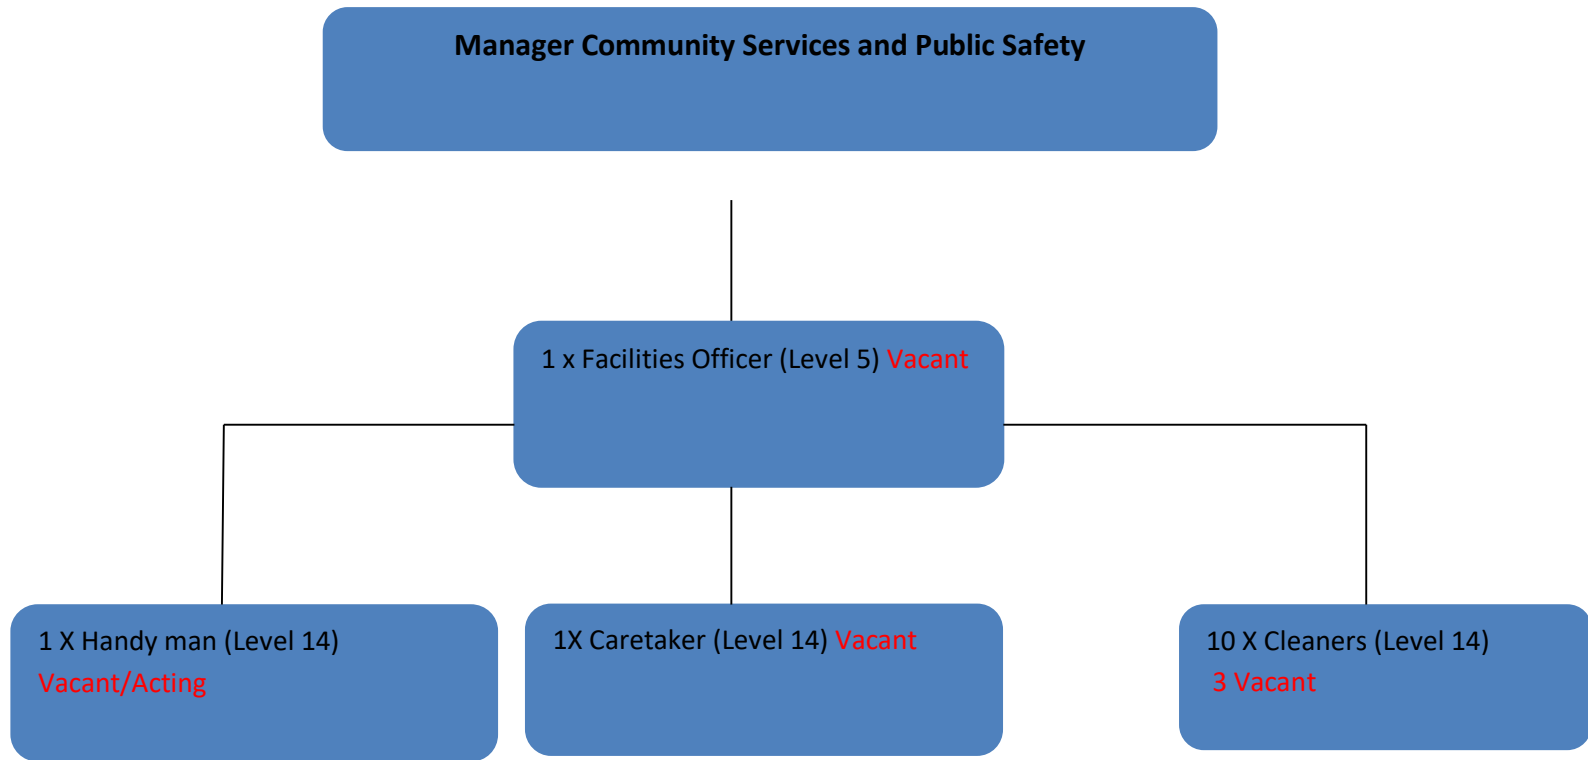 Manager Community Services and Public Safety
1 x Facilities Officer (Level 5) Vacant
1 X Handy man (Level 14)
Vacant/Acting
1X Caretaker (Level 14) Vacant
10 X Cleaners (Level 14)
3 Vacant